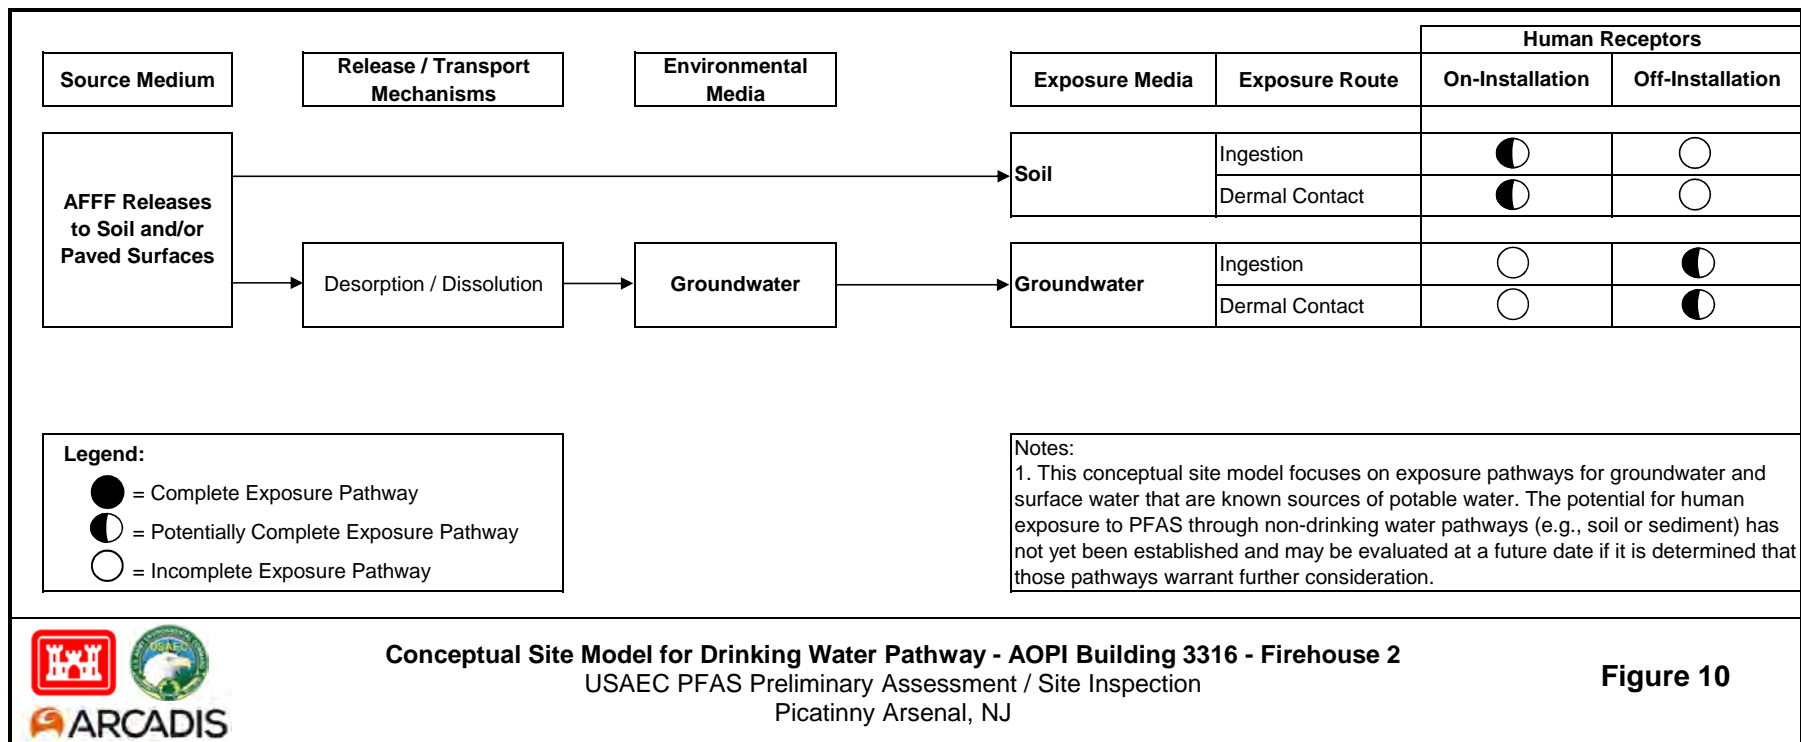 Human Receptors
Source Medium
Release / Transport
Mechanisms
Environmental
Media
Exposure Media
Exposure Route
On-Installation
Off-Installation
AFFF Releases
to Soil and/or
Paved Surfaces
Soil
Ingestion
Dermal Contact
Desorption / Dissolution
Groundwater
Groundwater
Ingestion
Dermal Contact
Legend:
= Complete Exposure Pathway
= Potentially Complete Exposure Pathway
= Incomplete Exposure Pathway
Notes:
1. This conceptual site model focuses on exposure pathways for groundwater and
surface water that are known sources of potable water. The potential for human
exposure to PFAS through non-drinking water pathways (e.g., soil or sediment) has
not yet been established and may be evaluated at a future date if it is determined that
those pathways warrant further consideration.
USAEC
ARCADIS
Conceptual Site Model for Drinking Water Pathway - AOPI Building 3316 - Firehouse 2
USAEC PFAS Preliminary Assessment / Site Inspection
Picatinny Arsenal, NJ
Figure 10